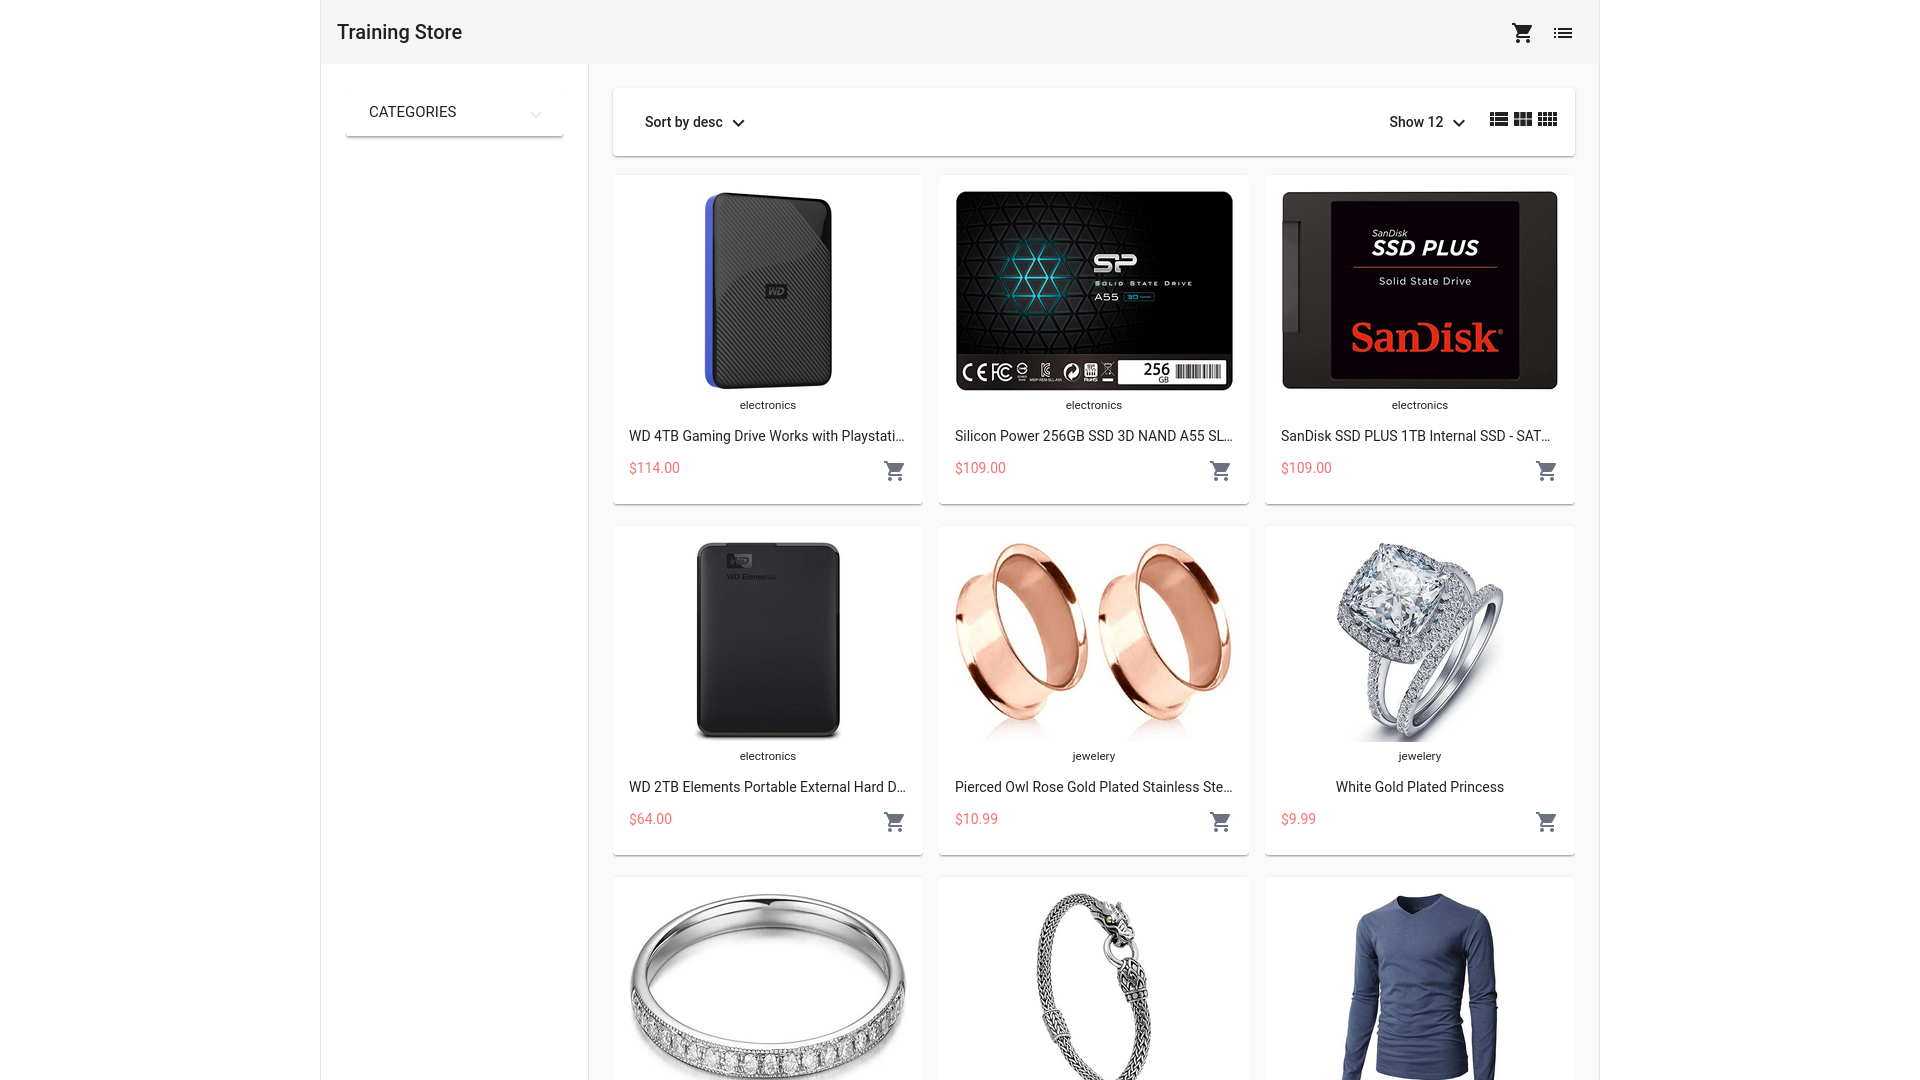 Training Store
CATEGORIES
Sort by desc
Show 12
WD
SP
SOLID STATE DRIVE
A55
256
GB
SanDisk
SSD PLUS
Solid State Drive
SanDisk
electronics
electronics
electronics
WD 4TB Gaming Drive Works with Playstati...
Silicon Power 256GB SSD 3D NAND A55 SL...
SanDisk SSD PLUS 1TB Internal SSD - SAT...
$114.00
$109.00
$109.00
WD
WD Elements
electronics
jewelery
jewelery
WD 2TB Elements Portable External Hard D...
Pierced Owl Rose Gold Plated Stainless Ste...
White Gold Plated Princess
$64.00
$10.99
$9.99